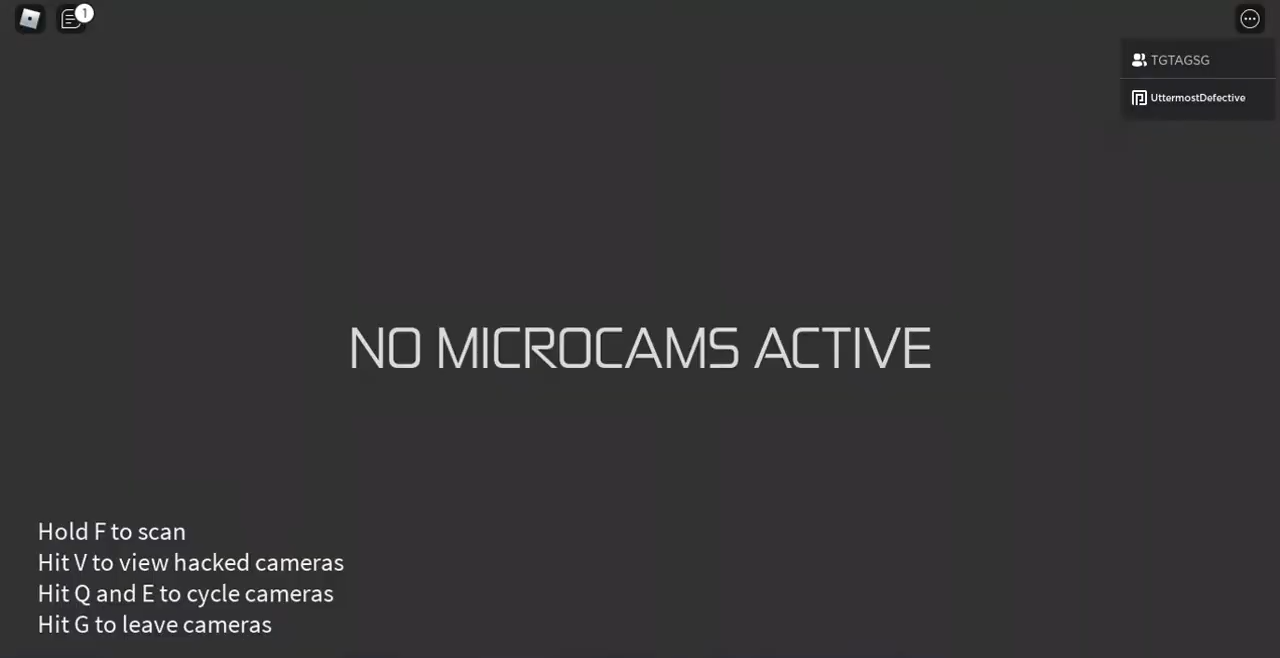 1
TGTAGSG
UttermostDefective
NO MICROCAMS ACTIVE
Hold F to scan
Hit V to view hacked cameras
Hit Q and E to cycle cameras
Hit G to leave cameras